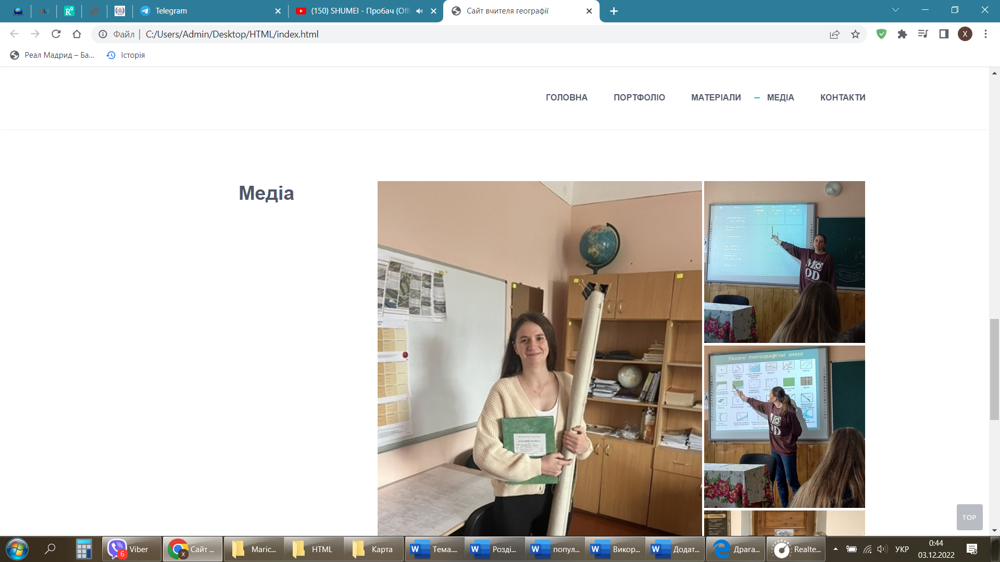 Telegram
(150) SHUMEI - Пробач (Offi
Сайт вчителя географії
Файл
C:/Users/Admin/Desktop/HTML/index.html
X
Реал Мадрид – Ба...
Історія
ГОЛОВНА
ПОРТФОЛІО
МАТЕРІАЛИ
МЕДІА
КОНТАКТИ
Медіа
Умовні топографічні знаки
TOP
6
Viber
Сайт ...
Магіс...
HTML
Карта
Тема....
Розді...
попул...
Викор...
Додат...
Драга...
Realte...
УКР
0:44
03.12.2022